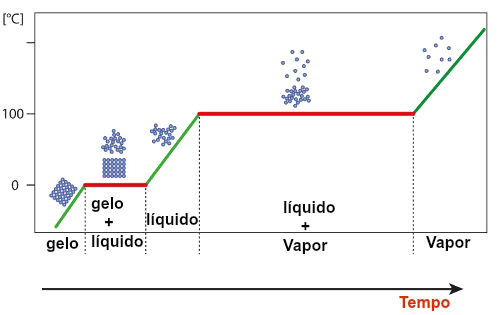 [°C]
100
0
gelo
gelo
+
líquido
líquido
líquido
+
Vapor
Vapor
Tempo